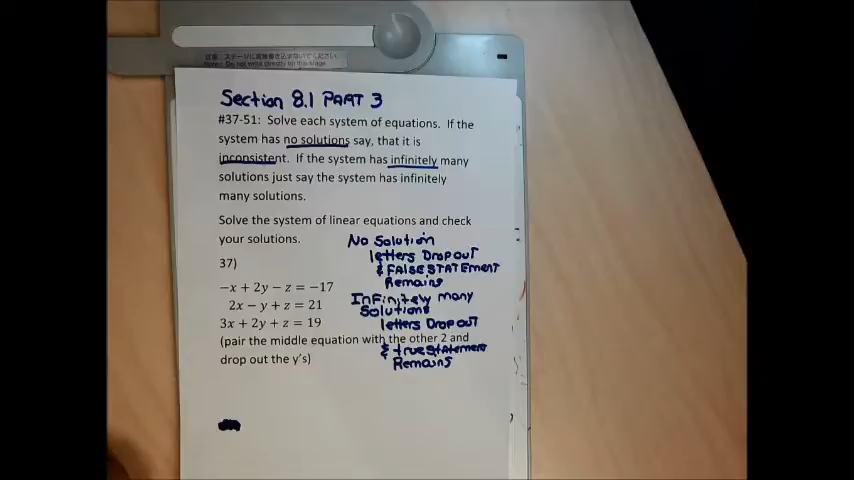 注意：ステージに直接書き込まないでください。
Note : Do not write directly on this stage.
Section 8.1 PART 3
#37-51: Solve each system of equations. If the
system has no solutions say, that it is
inconsistent. If the system has infinitely many
solutions just say the system has infinitely
many solutions.
Solve the system of linear equations and check
your solutions.
37)
−x + 2y − z = −17
2x − y + z = 21
3x + 2y + z = 19
(pair the middle equation with the other 2 and
drop out the y's)
No Solution
letters Drop out
& FALSE STATEMENT
Remains
Infinitely many
Solutions
letters Drop out
& true statement
Remains